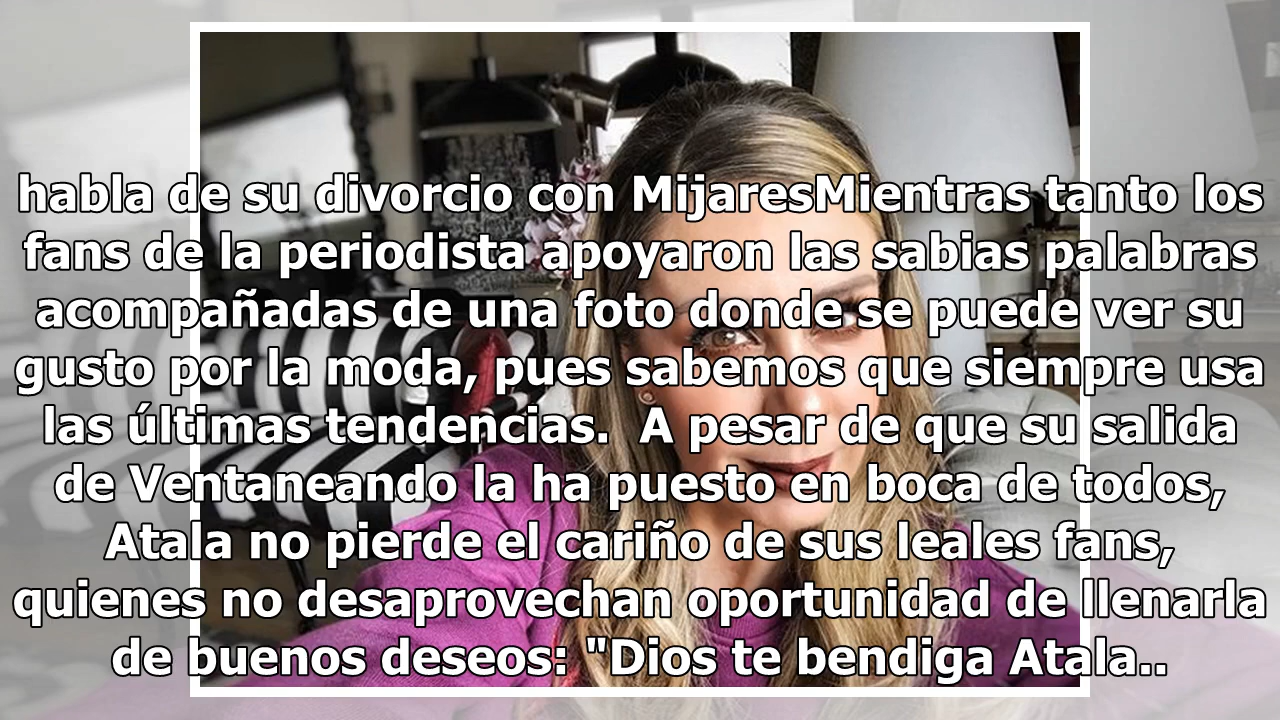 habla de su divorcio con MijaresMientras tanto los
fans de la periodista apoyaron las sabias palabras
acompañadas de una foto donde se puede ver su
gusto por la moda, pues sabemos que siempre usa
las últimas tendencias.  A pesar de que su salida
de Ventaneando la ha puesto en boca de todos,
Atala no pierde el cariño de sus leales fans,
quienes no desaprovechan oportunidad de llenarla
de buenos deseos: "Dios te bendiga Atala..